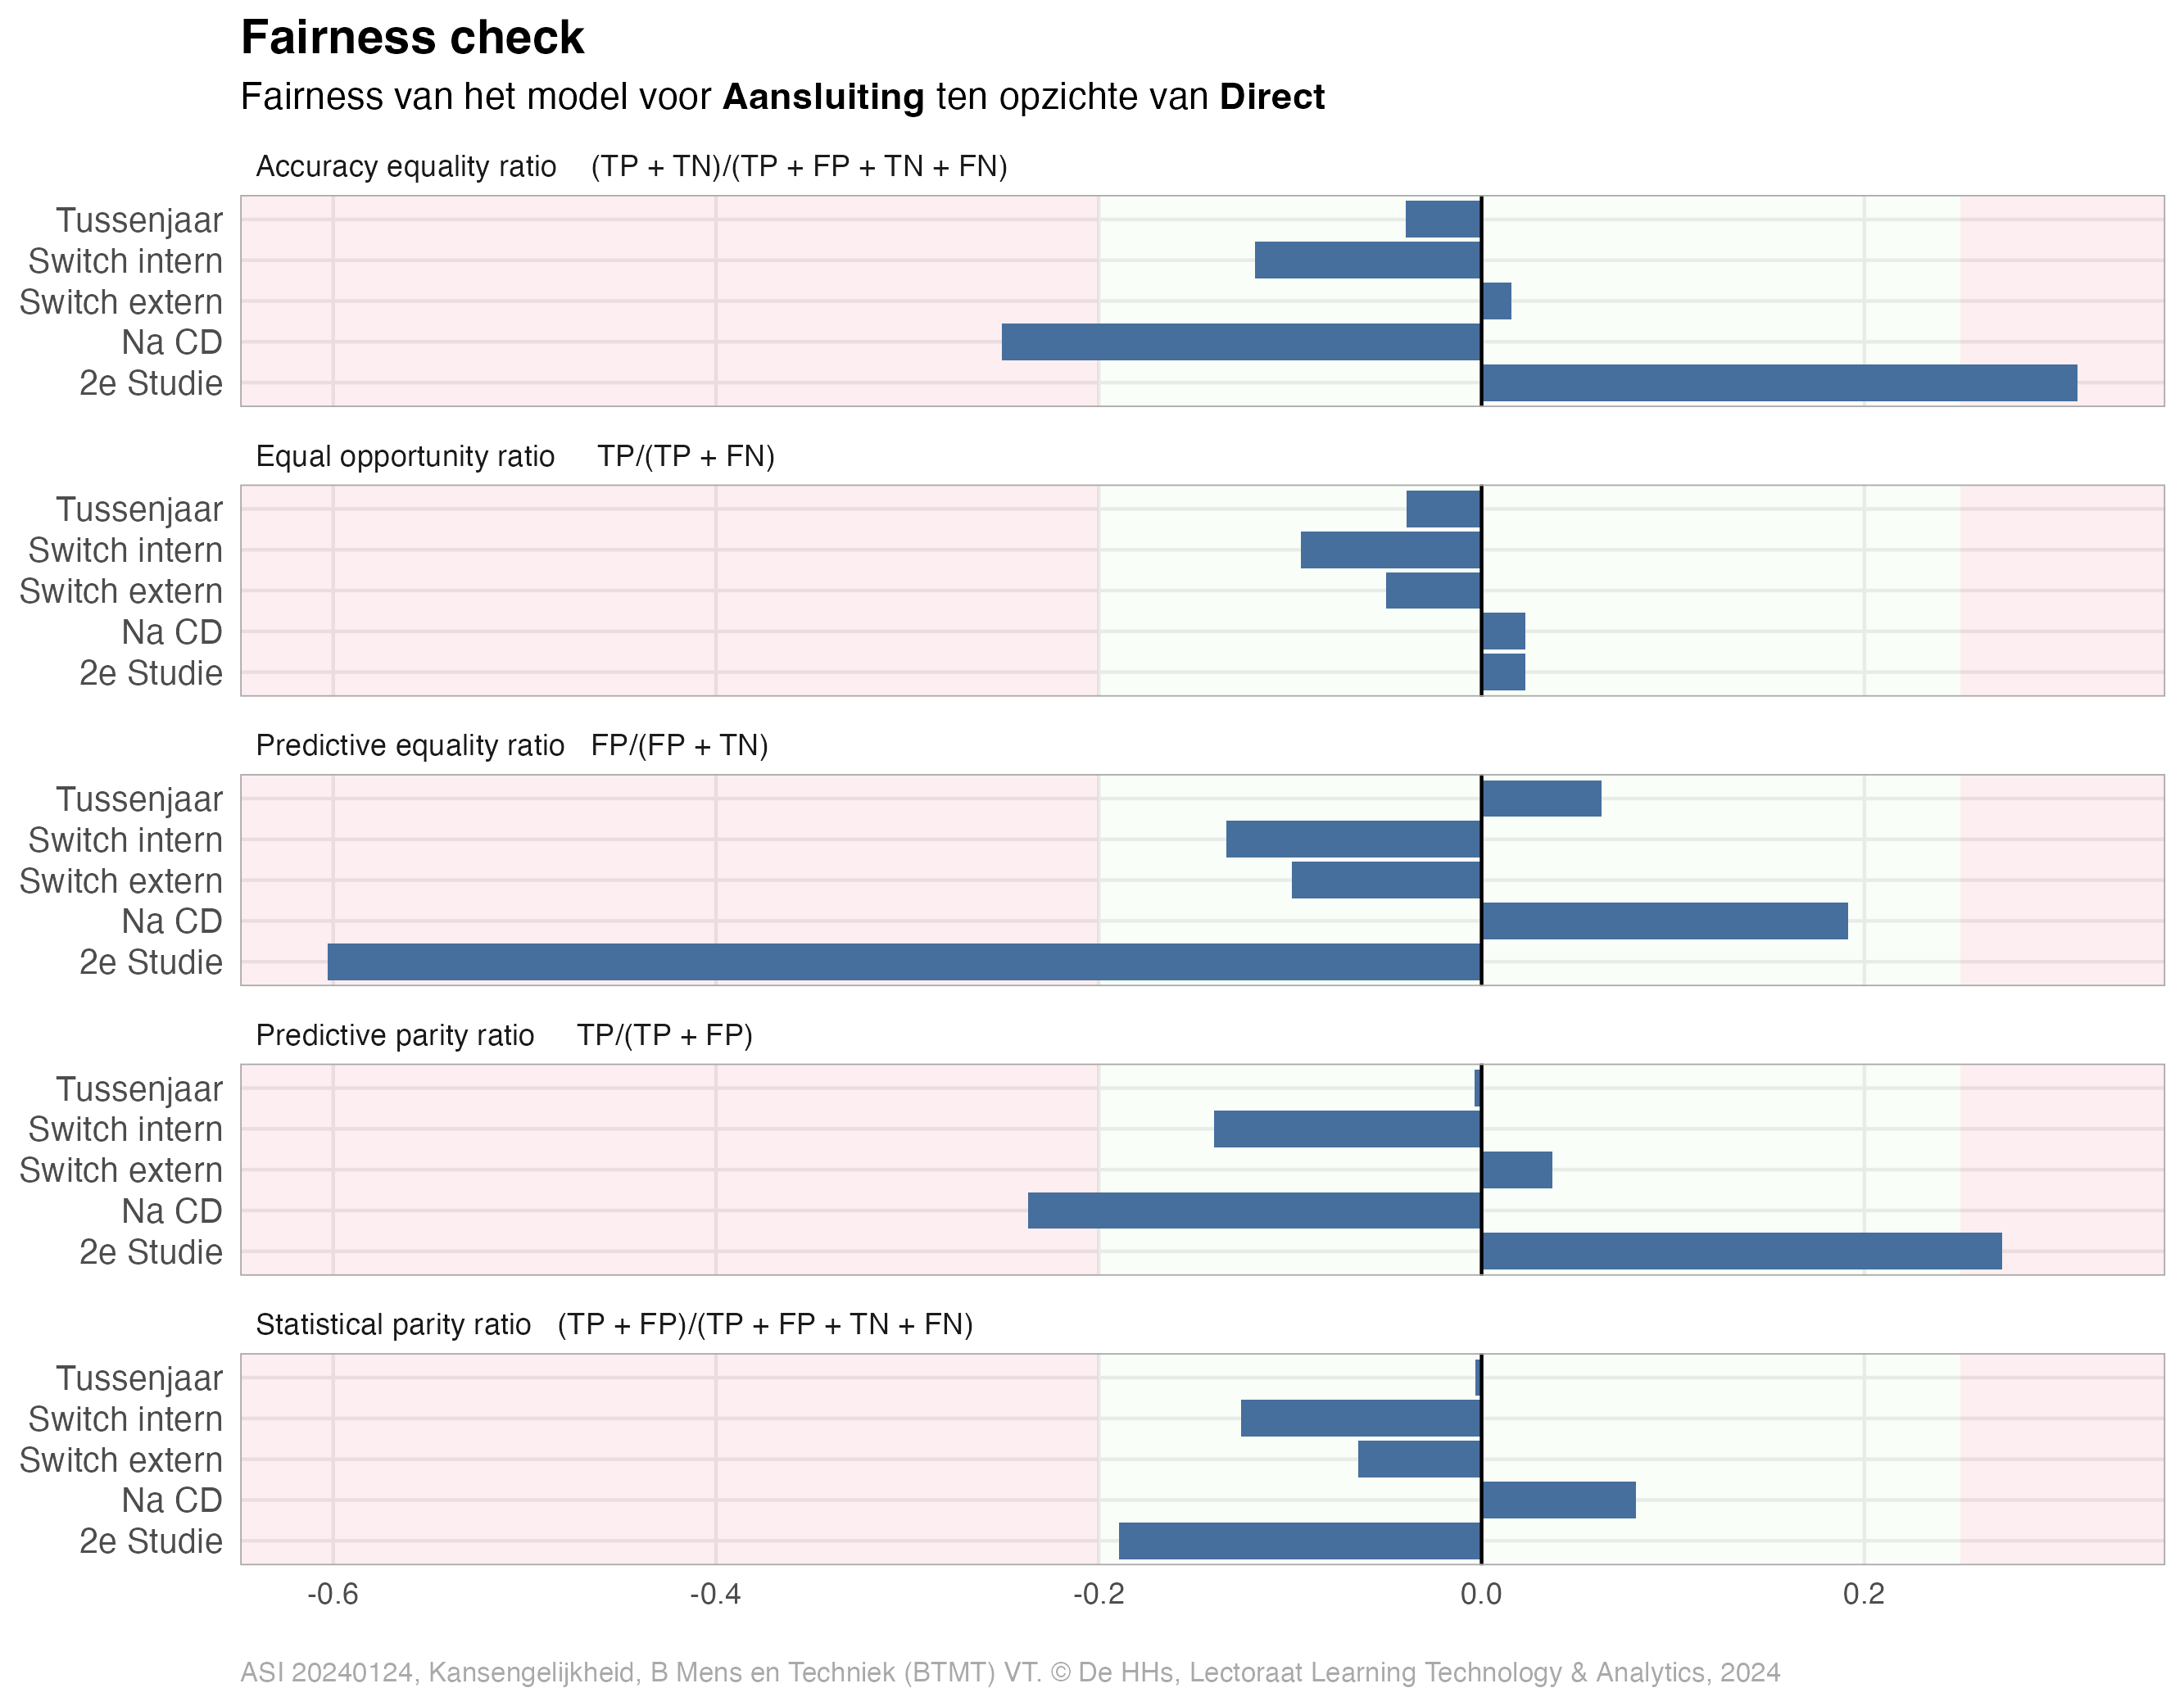 Fairness check
Fairness van het model voor Aansluiting ten opzichte van Direct
Accuracy equality ratio (TP + TN)/(TP + FP + TN + FN)
Tussenjaar
Switch intern
Switch extern
Na CD
2e Studie
Equal opportunity ratio TP/(TP + FN)
Tussenjaar
Switch intern
Switch extern
Na CD
2e Studie
Predictive equality ratio FP/(FP + TN)
Tussenjaar
Switch intern
Switch extern
Na CD
2e Studie
Predictive parity ratio TP/(TP + FP)
Tussenjaar
Switch intern
Switch extern
Na CD
2e Studie
Statistical parity ratio (TP + FP)/(TP + FP + TN + FN)
Tussenjaar
Switch intern
Switch extern
Na CD
2e Studie
-0.6 -0.4 -0.2 0.0 0.2
ASI 20240124, Kansengelijkheid, B Mens en Techniek (BTMT) VT. © De HHs, Lectoraat Learning Technology & Analytics, 2024